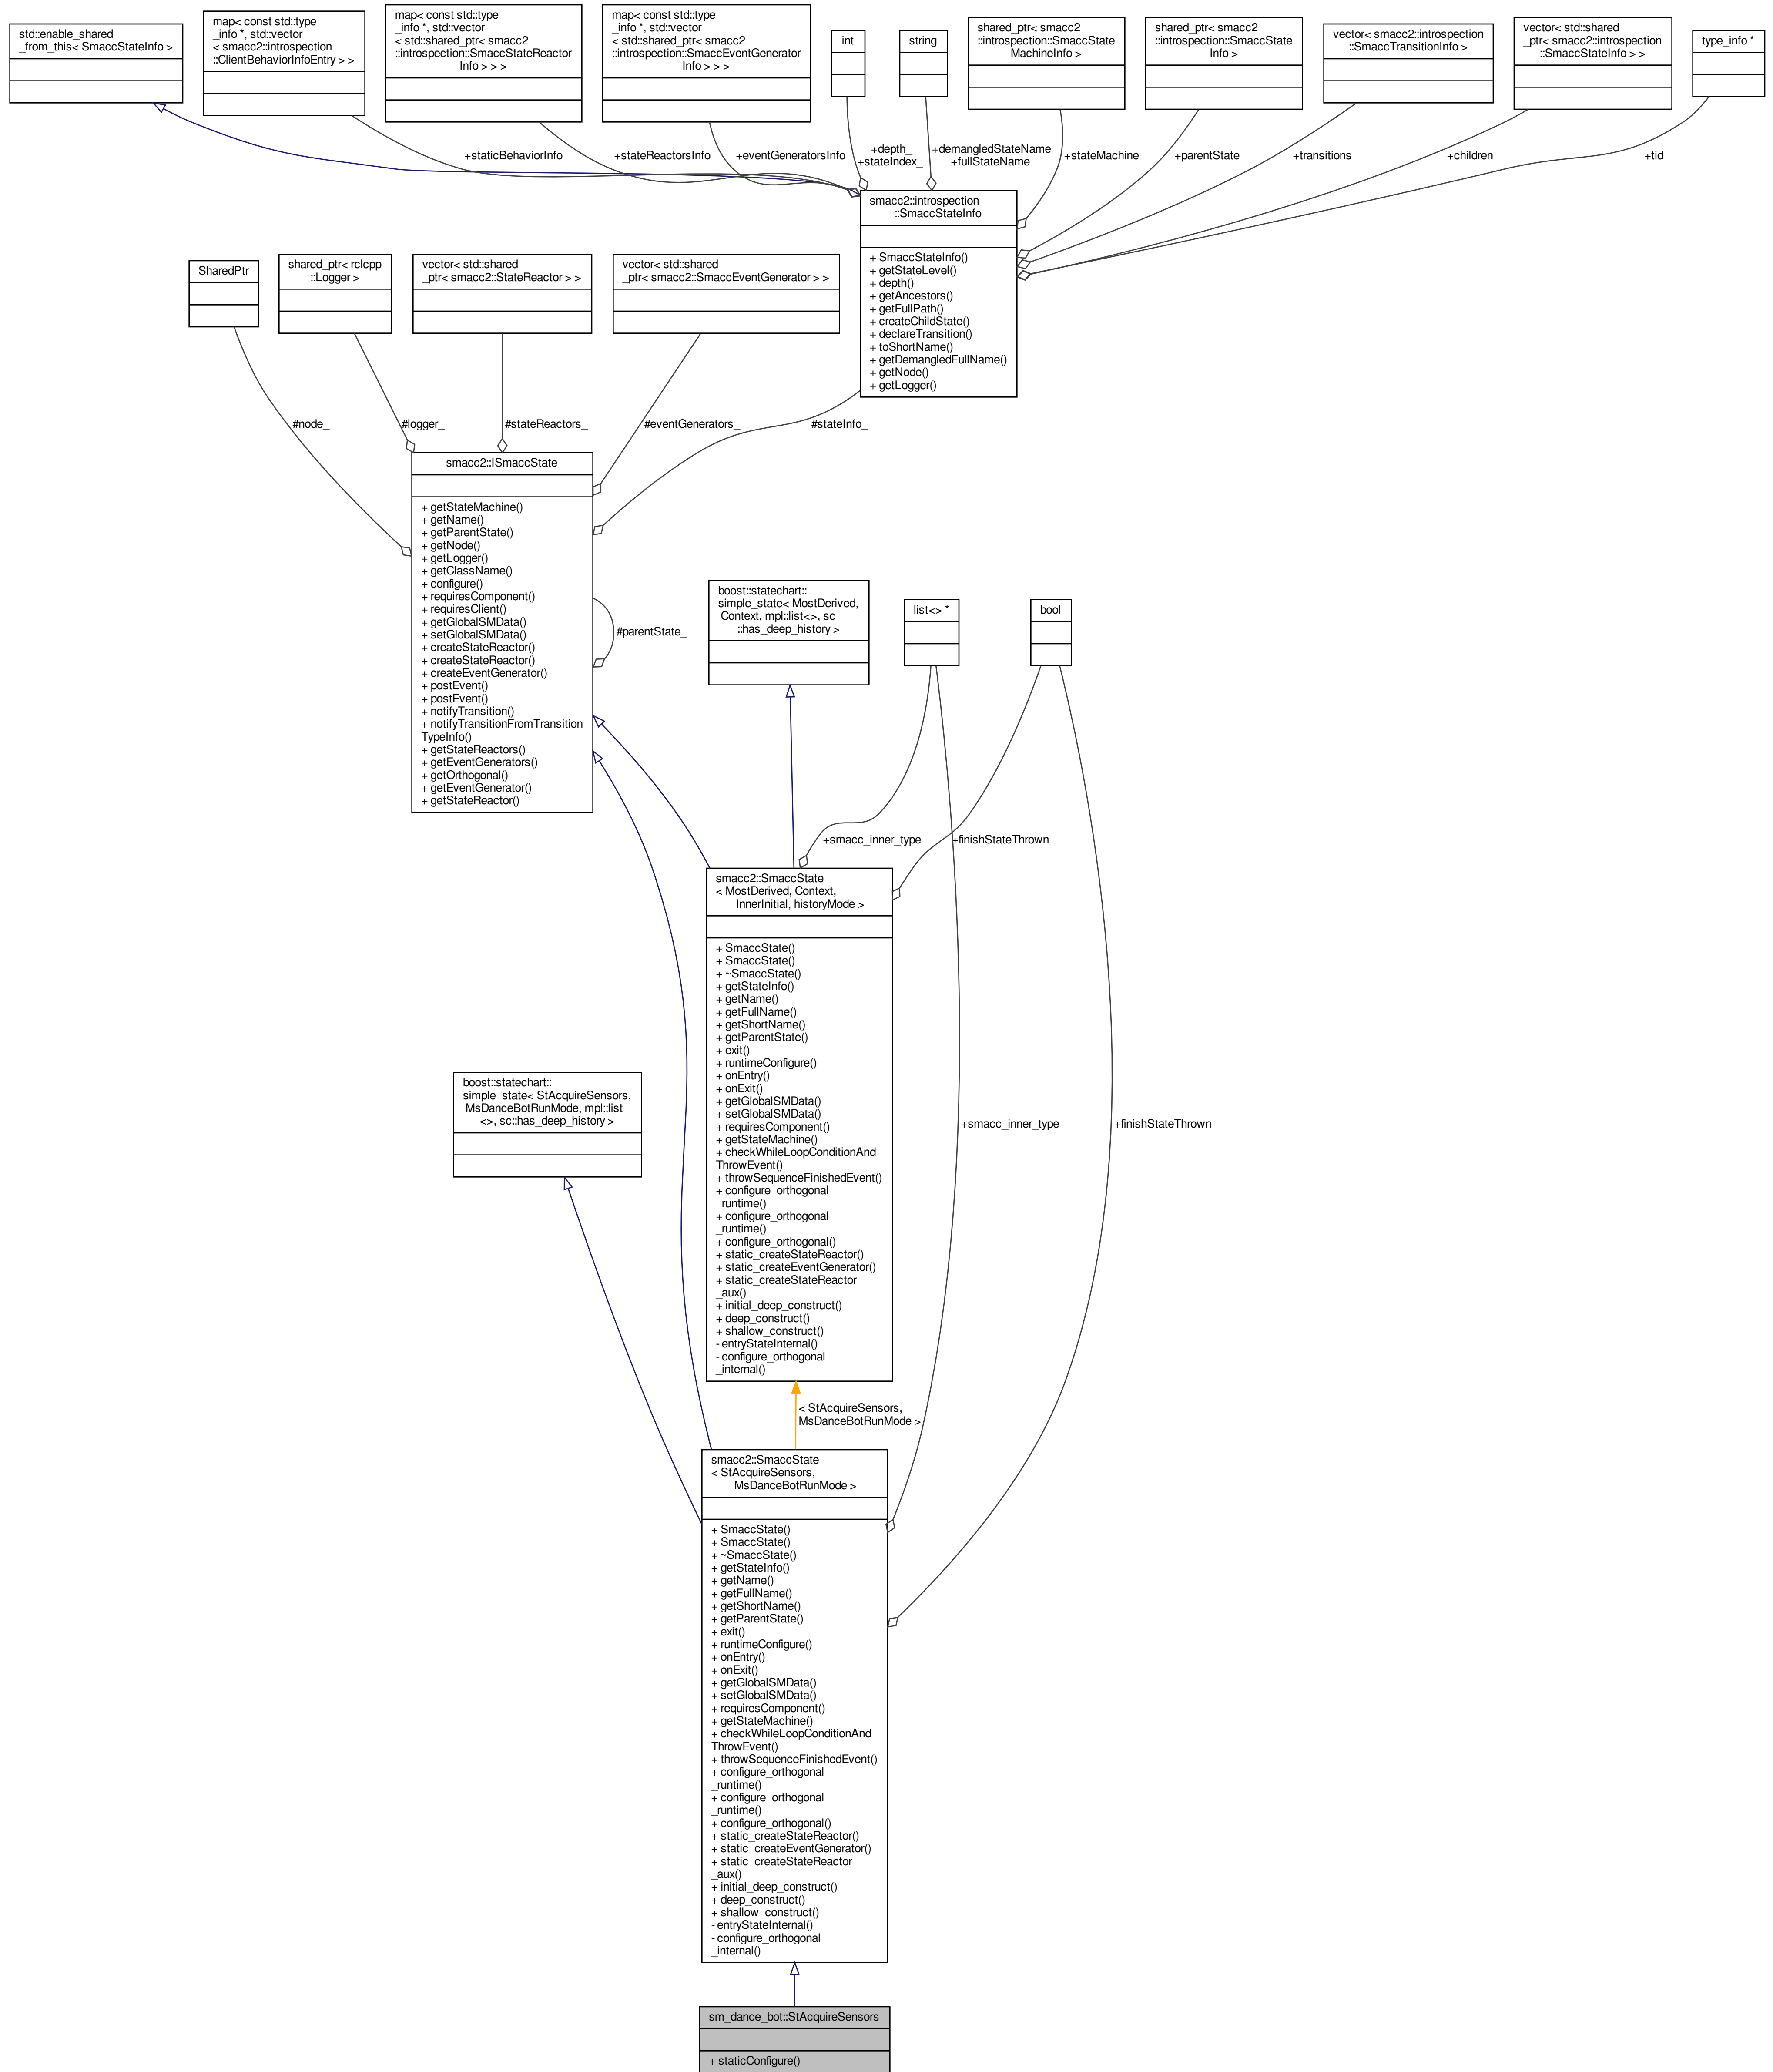 std::enable_shared
_from_this< SmaccStateInfo >
map< const std::type
_info *, std::vector
< smacc2::introspection
::ClientBehaviorInfoEntry > >
map< const std::type
_info *, std::vector
< std::shared_ptr< smacc2
::introspection::SmaccStateReactor
Info > > >
map< const std::type
_info *, std::vector
< std::shared_ptr< smacc2
::introspection::SmaccEventGenerator
Info > > >
int
string
shared_ptr< smacc2
::introspection::SmaccState
MachineInfo >
shared_ptr< smacc2
::introspection::SmaccState
Info >
vector< smacc2::introspection
::SmaccTransitionInfo >
vector< std::shared
_ptr< smacc2::introspection
::SmaccStateInfo > >
type_info *
+staticBehaviorInfo
+stateReactorsInfo
+eventGeneratorsInfo
+depth_
+stateIndex_
+demangledStateName
+fullStateName
+stateMachine_
+parentState_
+transitions_
+children_
+tid_
smacc2::introspection
::SmaccStateInfo
+ SmaccStateInfo()
+ getStateLevel()
+ depth()
+ getAncestors()
+ getFullPath()
+ createChildState()
+ declareTransition()
+ toShortName()
+ getDemangledFullName()
+ getNode()
+ getLogger()
SharedPtr
shared_ptr< rclcpp
::Logger >
vector< std::shared
_ptr< smacc2::StateReactor > >
vector< std::shared
_ptr< smacc2::SmaccEventGenerator > >
#node_
#logger_
#stateReactors_
#eventGenerators_
#stateInfo_
smacc2::ISmaccState
+ getStateMachine()
+ getName()
+ getParentState()
+ getNode()
+ getLogger()
+ getClassName()
+ configure()
+ requiresComponent()
+ requiresClient()
+ getGlobalSMData()
+ setGlobalSMData()
+ createStateReactor()
+ createStateReactor()
+ createEventGenerator()
+ postEvent()
+ postEvent()
+ notifyTransition()
+ notifyTransitionFromTransition
TypeInfo()
+ getStateReactors()
+ getEventGenerators()
+ getOrthogonal()
+ getEventGenerator()
+ getStateReactor()
#parentState_
boost::statechart::
simple_state< MostDerived,
Context, mpl::list<>, sc
::has_deep_history >
list<> *
bool
+smacc_inner_type
+finishStateThrown
smacc2::SmaccState
< MostDerived, Context,
InnerInitial, historyMode >
+ SmaccState()
+ SmaccState()
+ ~SmaccState()
+ getStateInfo()
+ getName()
+ getFullName()
+ getShortName()
+ getParentState()
+ exit()
+ runtimeConfigure()
+ onEntry()
+ onExit()
+ getGlobalSMData()
+ setGlobalSMData()
+ requiresComponent()
+ getStateMachine()
+ checkWhileLoopConditionAnd
ThrowEvent()
+ throwSequenceFinishedEvent()
+ configure_orthogonal
_runtime()
+ configure_orthogonal
_runtime()
+ configure_orthogonal()
+ static_createStateReactor()
+ static_createEventGenerator()
+ static_createStateReactor
_aux()
+ initial_deep_construct()
+ deep_construct()
+ shallow_construct()
- entryStateInternal()
- configure_orthogonal
_internal()
boost::statechart::
simple_state< StAcquireSensors,
MsDanceBotRunMode, mpl::list
<>, sc::has_deep_history >
+smacc_inner_type
+finishStateThrown
< StAcquireSensors,
MsDanceBotRunMode >
smacc2::SmaccState
< StAcquireSensors,
MsDanceBotRunMode >
+ SmaccState()
+ SmaccState()
+ ~SmaccState()
+ getStateInfo()
+ getName()
+ getFullName()
+ getShortName()
+ getParentState()
+ exit()
+ runtimeConfigure()
+ onEntry()
+ onExit()
+ getGlobalSMData()
+ setGlobalSMData()
+ requiresComponent()
+ getStateMachine()
+ checkWhileLoopConditionAnd
ThrowEvent()
+ throwSequenceFinishedEvent()
+ configure_orthogonal
_runtime()
+ configure_orthogonal
_runtime()
+ configure_orthogonal()
+ static_createStateReactor()
+ static_createEventGenerator()
+ static_createStateReactor
_aux()
+ initial_deep_construct()
+ deep_construct()
+ shallow_construct()
- entryStateInternal()
- configure_orthogonal
_internal()
sm_dance_bot::StAcquireSensors
+ staticConfigure()